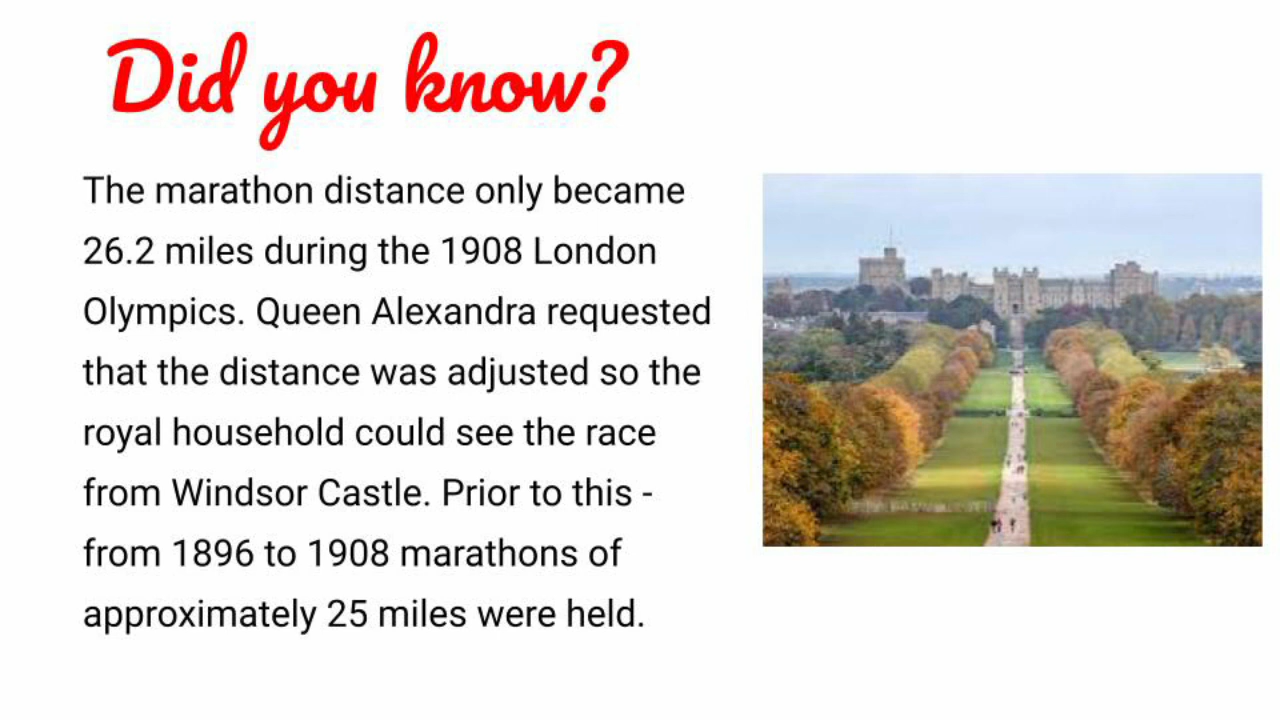 Did you know?
The marathon distance only became
26.2 miles during the 1908 London
Olympics. Queen Alexandra requested
that the distance was adjusted so the
royal household could see the race
from Windsor Castle. Prior to this -
from 1896 to 1908 marathons of
approximately 25 miles were held.